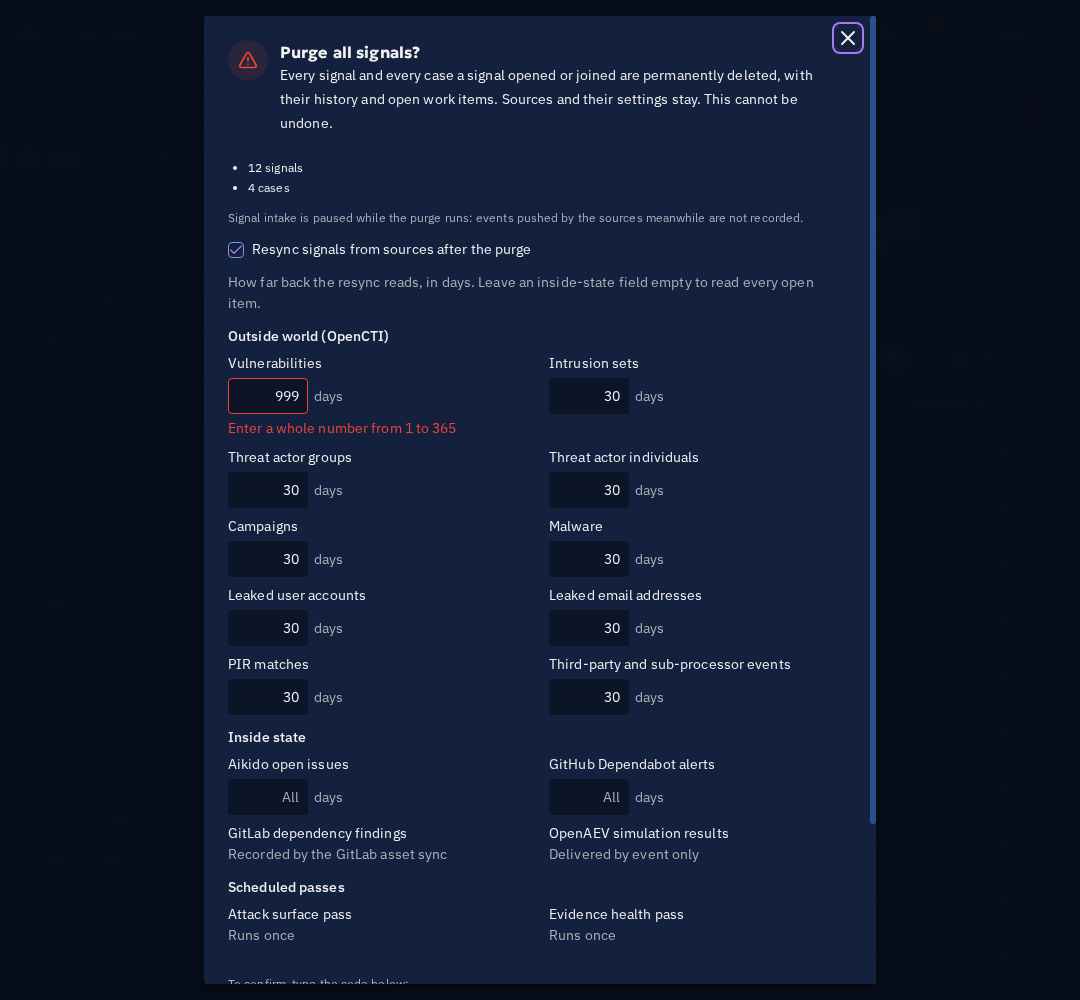 Purge all signals?
Every signal and every case a signal opened or joined are permanently deleted, with
their history and open work items. Sources and their settings stay. This cannot be
undone.
12 signals
4 cases
Signal intake is paused while the purge runs: events pushed by the sources meanwhile are not recorded.
Resync signals from sources after the purge
How far back the resync reads, in days. Leave an inside-state field empty to read every open
item.
Outside world (OpenCTI)
Vulnerabilities
999 days
Enter a whole number from 1 to 365
Intrusion sets
30 days
Threat actor groups
30 days
Threat actor individuals
30 days
Campaigns
30 days
Malware
30 days
Leaked user accounts
30 days
Leaked email addresses
30 days
PIR matches
30 days
Third-party and sub-processor events
30 days
Inside state
Aikido open issues
All days
GitHub Dependabot alerts
All days
GitLab dependency findings
Recorded by the GitLab asset sync
OpenAEV simulation results
Delivered by event only
Scheduled passes
Attack surface pass
Runs once
Evidence health pass
Runs once
To confirm, type the code below: